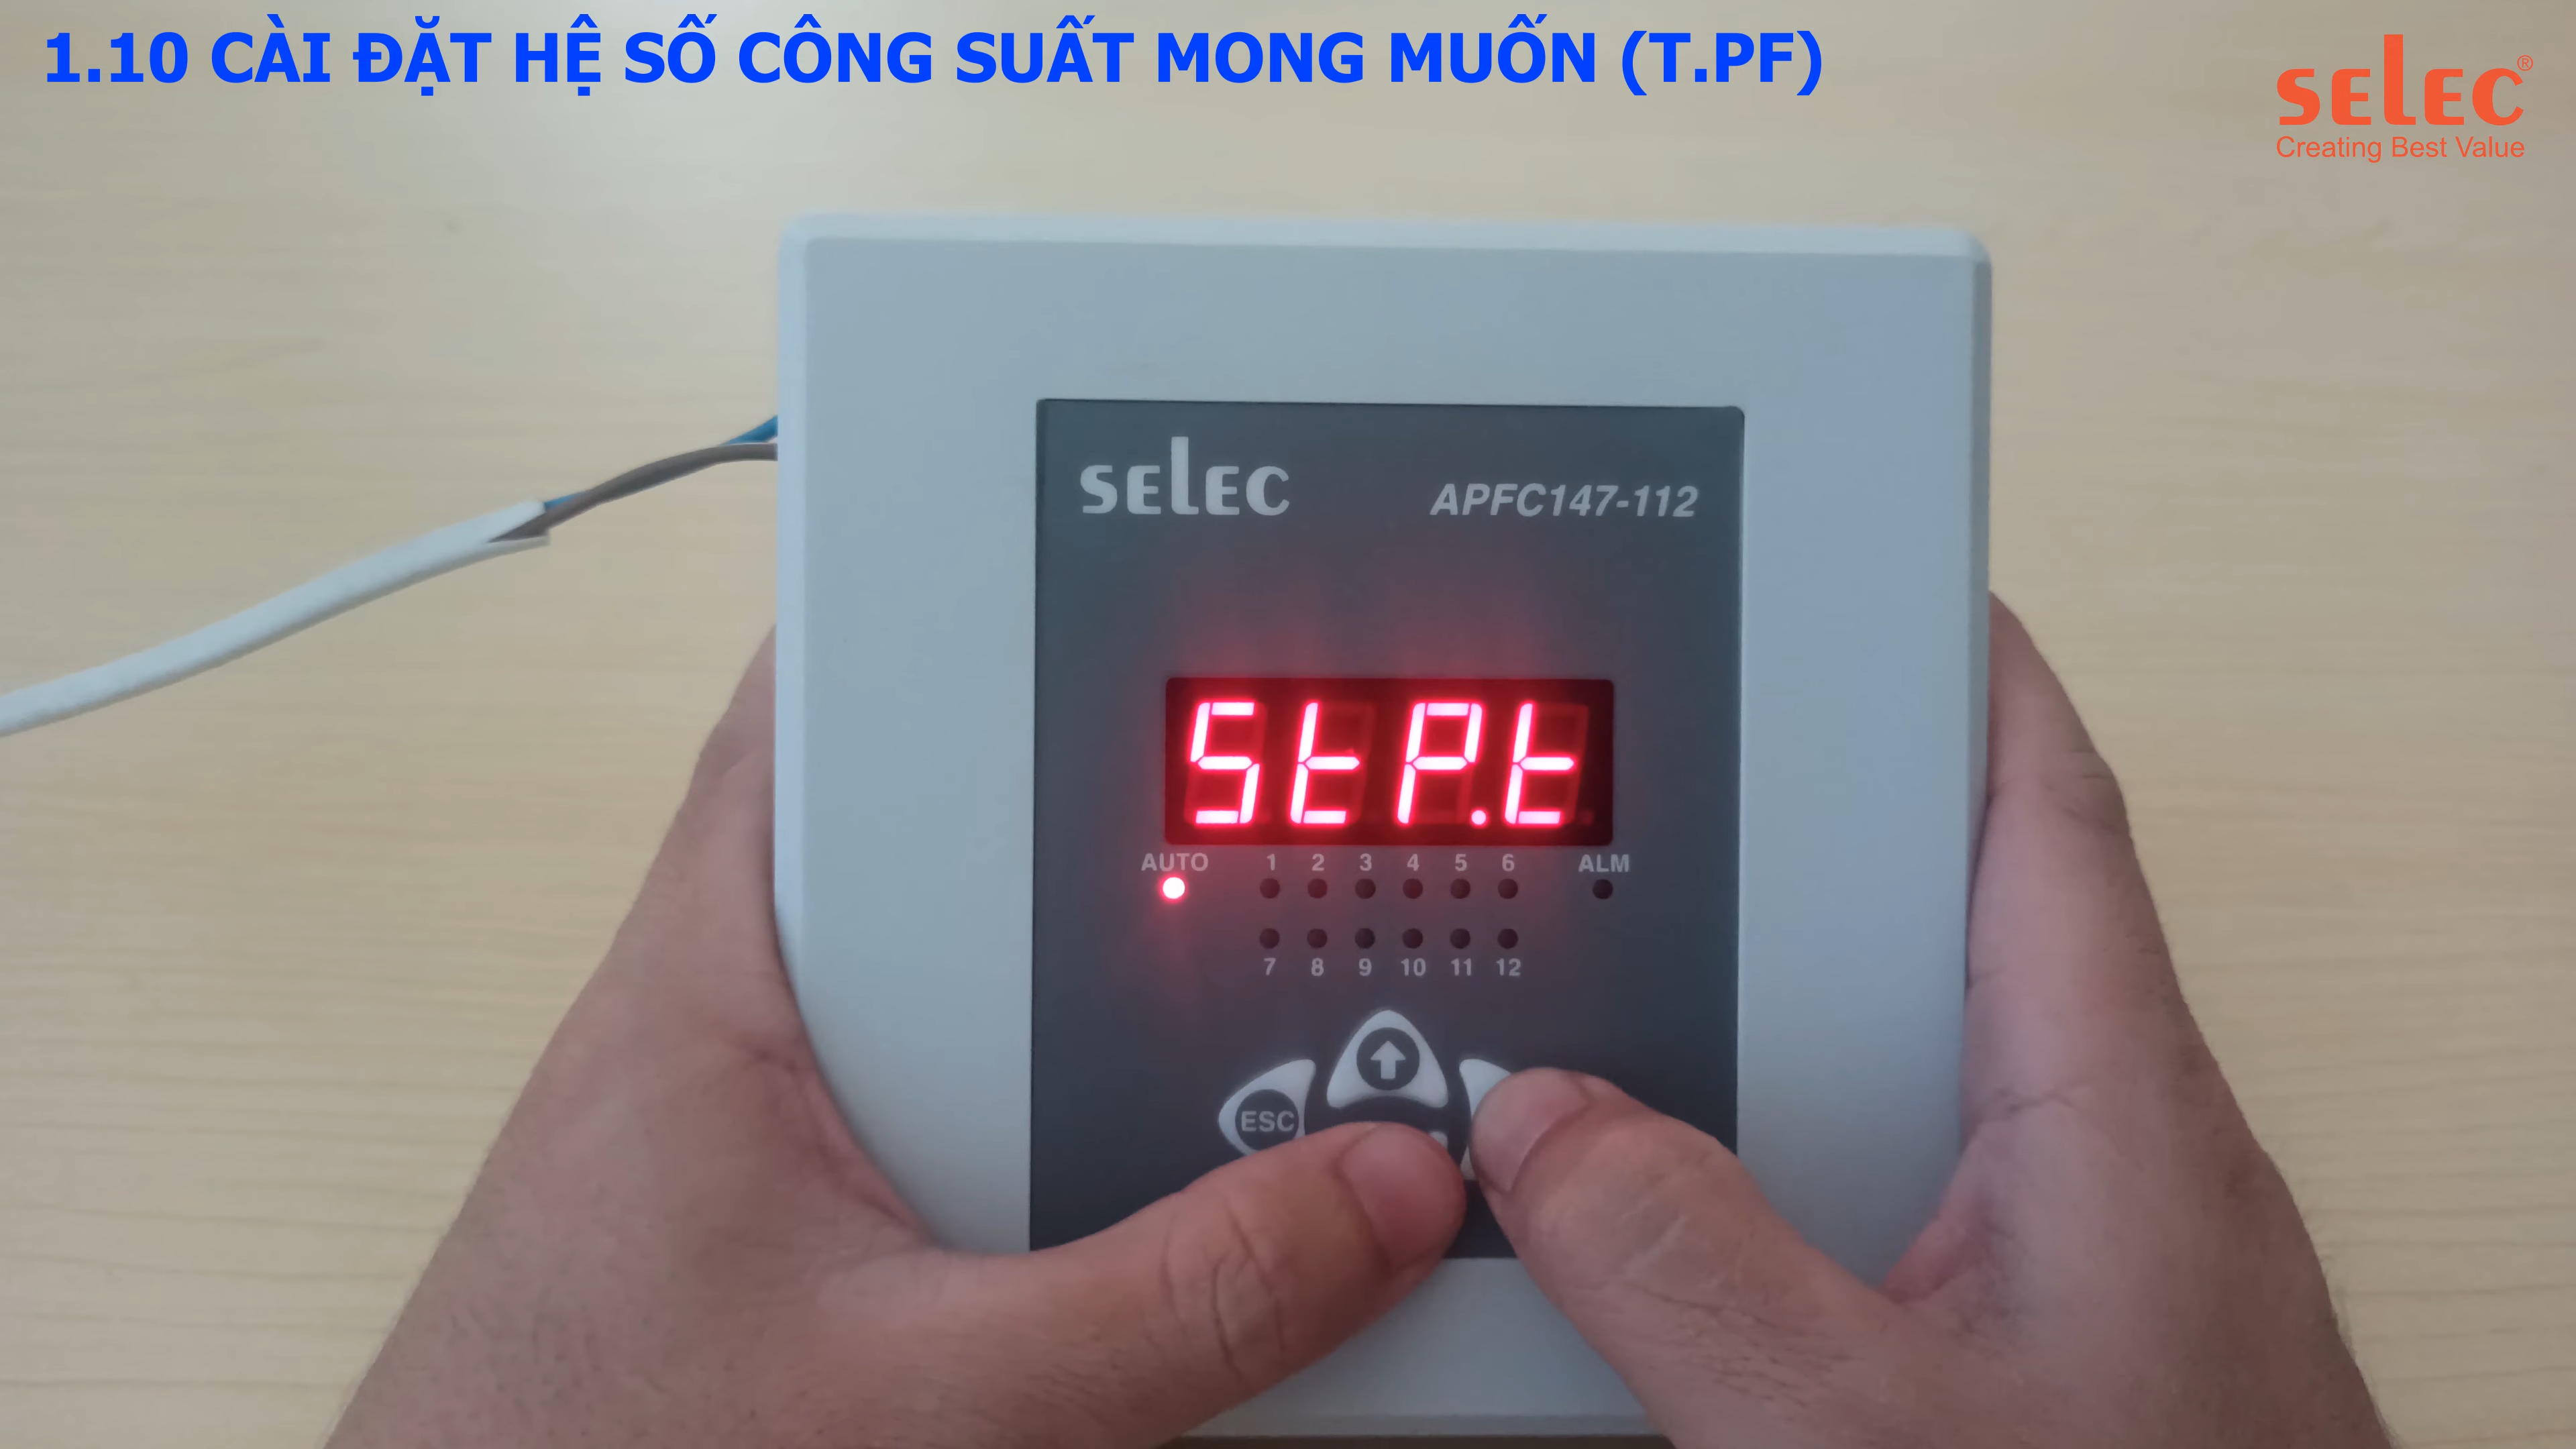 1.10 CÀI ĐẶT HỆ SỐ CÔNG SUẤT MONG MUỐN (T.PF)
selec®
Creating Best Value
selec APFC147-112
StP.t
AUTO 1 2 3 4 5 6 ALM
7 8 9 10 11 12
ESC